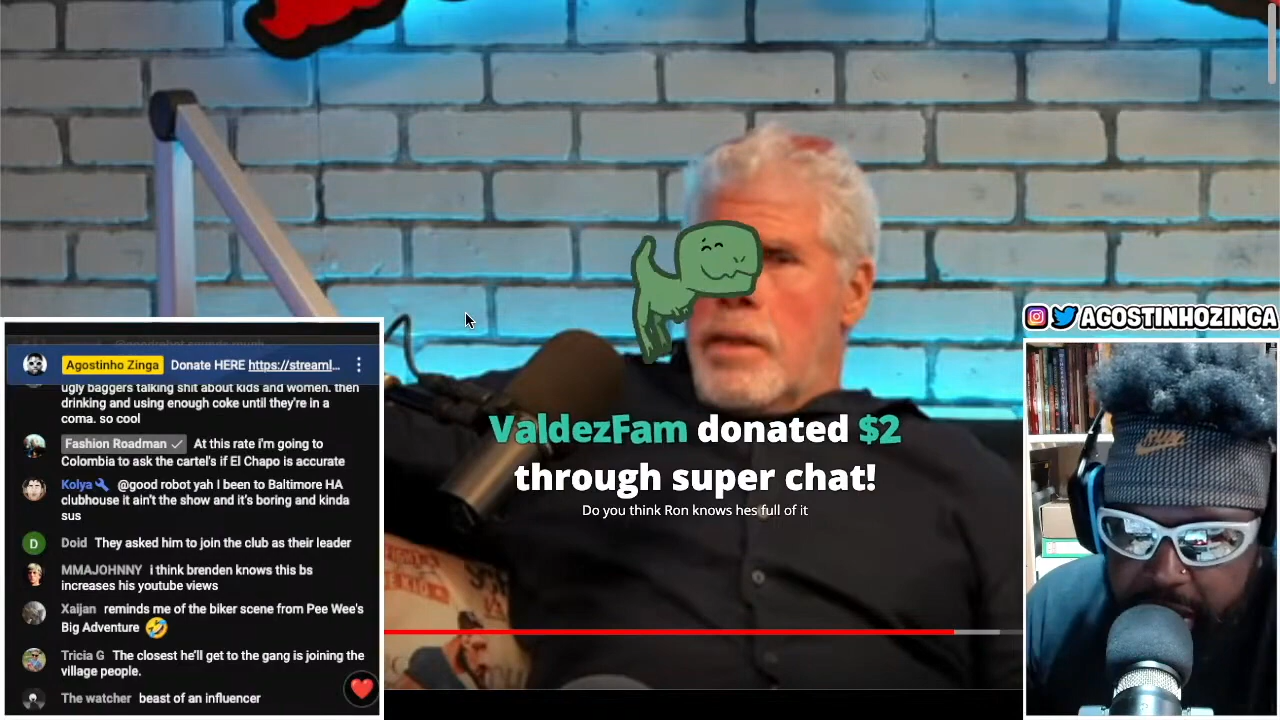 AGOSTINHOZINGA
Agostinho Zinga Donate HERE https://streaml...
ugly baggers talking shit about kids and women. then
drinking and using enough coke until they're in a
coma. so cool
Fashion Roadman At this rate i'm going to
Colombia to ask the cartel's if El Chapo is accurate
Kolya @good robot yah I been to Baltimore HA
clubhouse it ain't the show and it's boring and kinda
sus
D Doid They asked him to join the club as their leader
MMAJOHNNY i think brenden knows this bs
increases his youtube views
Xaijan reminds me of the biker scene from Pee Wee's
Big Adventure
Tricia G The closest he'll get to the gang is joining the
village people.
The watcher beast of an influencer
ValdezFam donated $2
through super chat!
Do you think Ron knows hes full of it